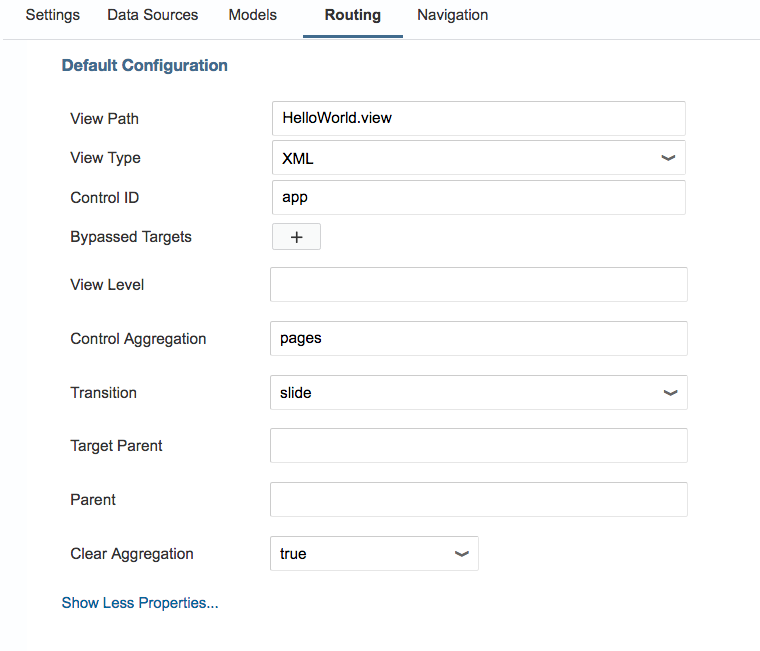 Settings Data Sources Models Routing Navigation
Default Configuration
View Path HelloWorld.view
View Type XML
Control ID app
Bypassed Targets +
View Level
Control Aggregation pages
Transition slide
Target Parent
Parent
Clear Aggregation true
Show Less Properties...